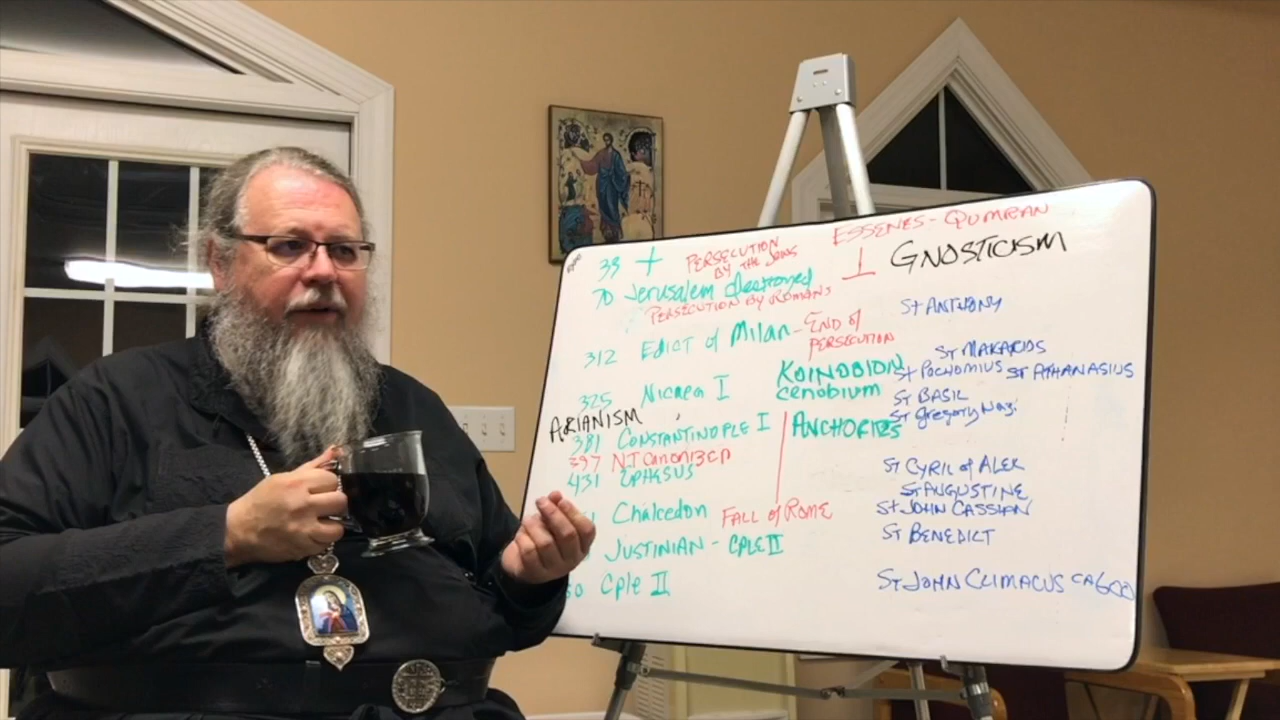 ESSENES - QUMRAN
33 + PERSECUTION
BY THE JEWS
⊥ GNOSTICISM
70 Jerusalem destroyed
PERSECUTION BY ROMANS
ST ANTHONY
312 EDICT of Milan - END of
PERSECUTION
ST MAKARIOS
325 Nicaea I
KOINOBION
cenobium
ST POCHOMIUS ST ATHANASIUS
ST BASIL
ST Gregory Nazi
ARIANISM
381 CONSTANTINOPLE I
ANCHORITES
397 NT CANONIZED
431 EPHESUS
ST CYRIL of ALEX
ST AUGUSTINE
Chalcedon FALL of ROME
ST JOHN CASSIAN
JUSTINIAN - CPLE II
ST BENEDICT
Cple II
ST JOHN CLIMACUS CA 600